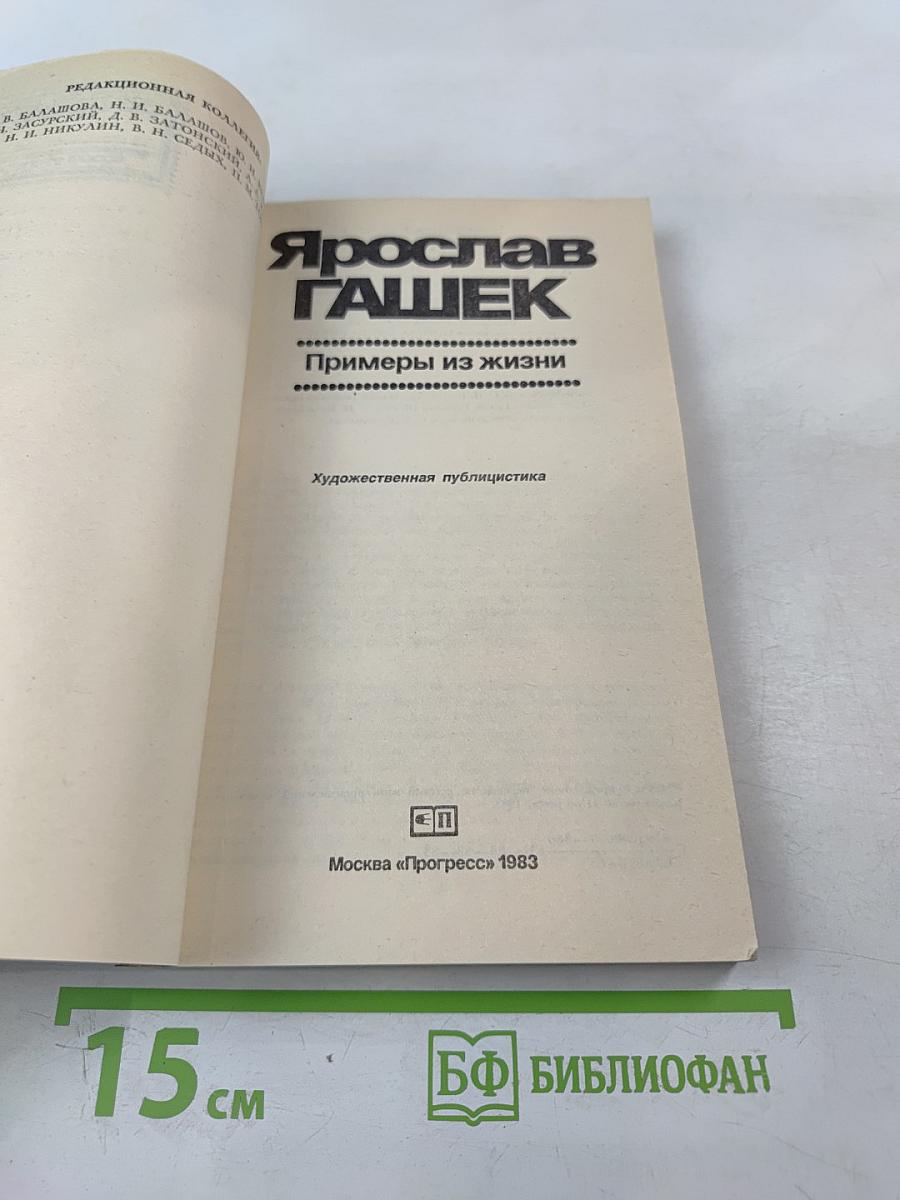 РЕДАКЦИОННАЯ КОЛЛЕГИЯ:
В. БАЛАШОВА, Н. И. БАЛАШОВ, Ю. Н.
ЗАСУРСКИЙ, Д. В. ЗАТОНСКИЙ,
Н. И. НИКУЛИН, В. Н. СЕДЫХ, П. М.
Ярослав
ГАШЕК
Примеры из жизни
Художественная публицистика
П
Москва «Прогресс» 1983
15 см
БФ БИБЛИОФАН